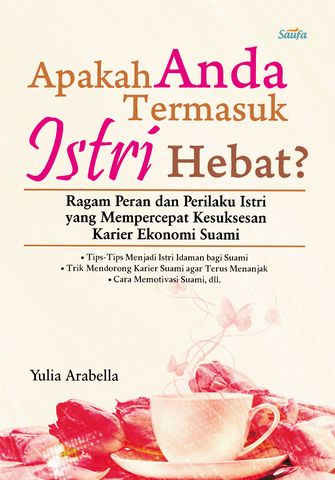 Saufa
Apakah Anda
Termasuk
Istri Hebat?
Ragam Peran dan Perilaku Istri
yang Mempercepat Kesuksesan
Karier Ekonomi Suami
• Tips-Tips Menjadi Istri Idaman bagi Suami
• Trik Mendorong Karier Suami agar Terus Menanjak
• Cara Memotivasi Suami, dll.
Yulia Arabella